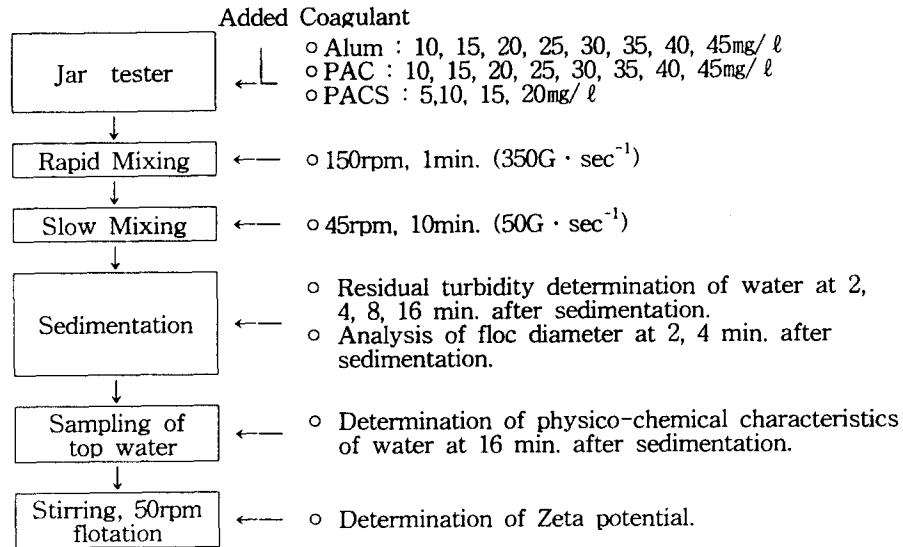 Added Coagulant
Jar tester
○ Alum : 10, 15, 20, 25, 30, 35, 40, 45㎎/ ℓ
○ PAC : 10, 15, 20, 25, 30, 35, 40, 45㎎/ ℓ
○ PACS : 5,10, 15, 20㎎/ ℓ
Rapid Mixing
○ 150rpm, 1min. (350G · sec⁻¹)
Slow Mixing
○ 45rpm, 10min. (50G · sec⁻¹)
Sedimentation
○ Residual turbidity determination of water at 2,
4, 8, 16 min. after sedimentation.
○ Analysis of floc diameter at 2, 4 min. after
sedimentation.
Sampling of
top water
○ Determination of physico-chemical characteristics
of water at 16 min. after sedimentation.
Stirring, 50rpm
flotation
○ Determination of Zeta potential.